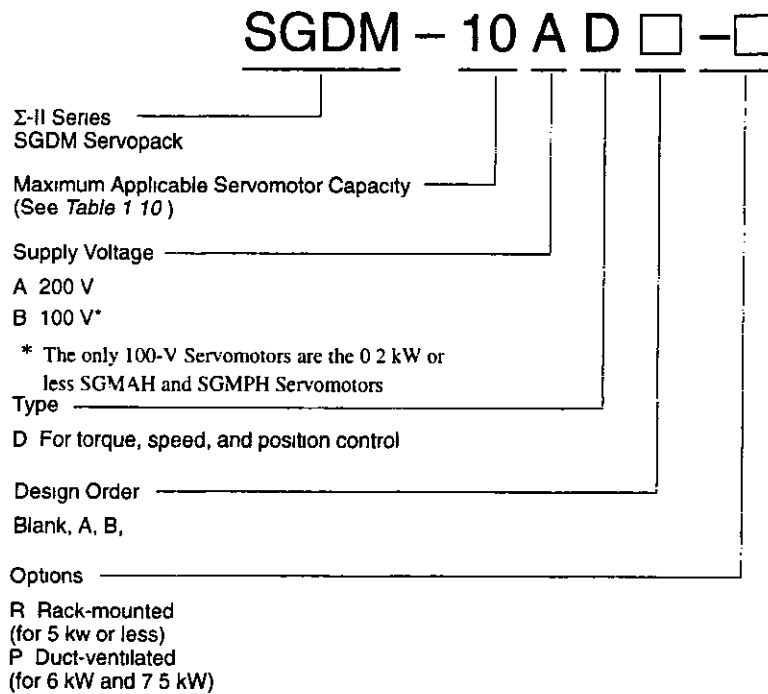 SGDM – 10 A D □ –□
Σ-II Series
SGDM Servopack
Maximum Applicable Servomotor Capacity
(See Table 1 10 )
Supply Voltage
A 200 V
B 100 V*
* The only 100-V Servomotors are the 0 2 kW or
less SGMAH and SGMPH Servomotors
Type
D For torque, speed, and position control
Design Order
Blank, A, B,
Options
R Rack-mounted
(for 5 kw or less)
P Duct-ventilated
(for 6 kW and 7 5 kW)